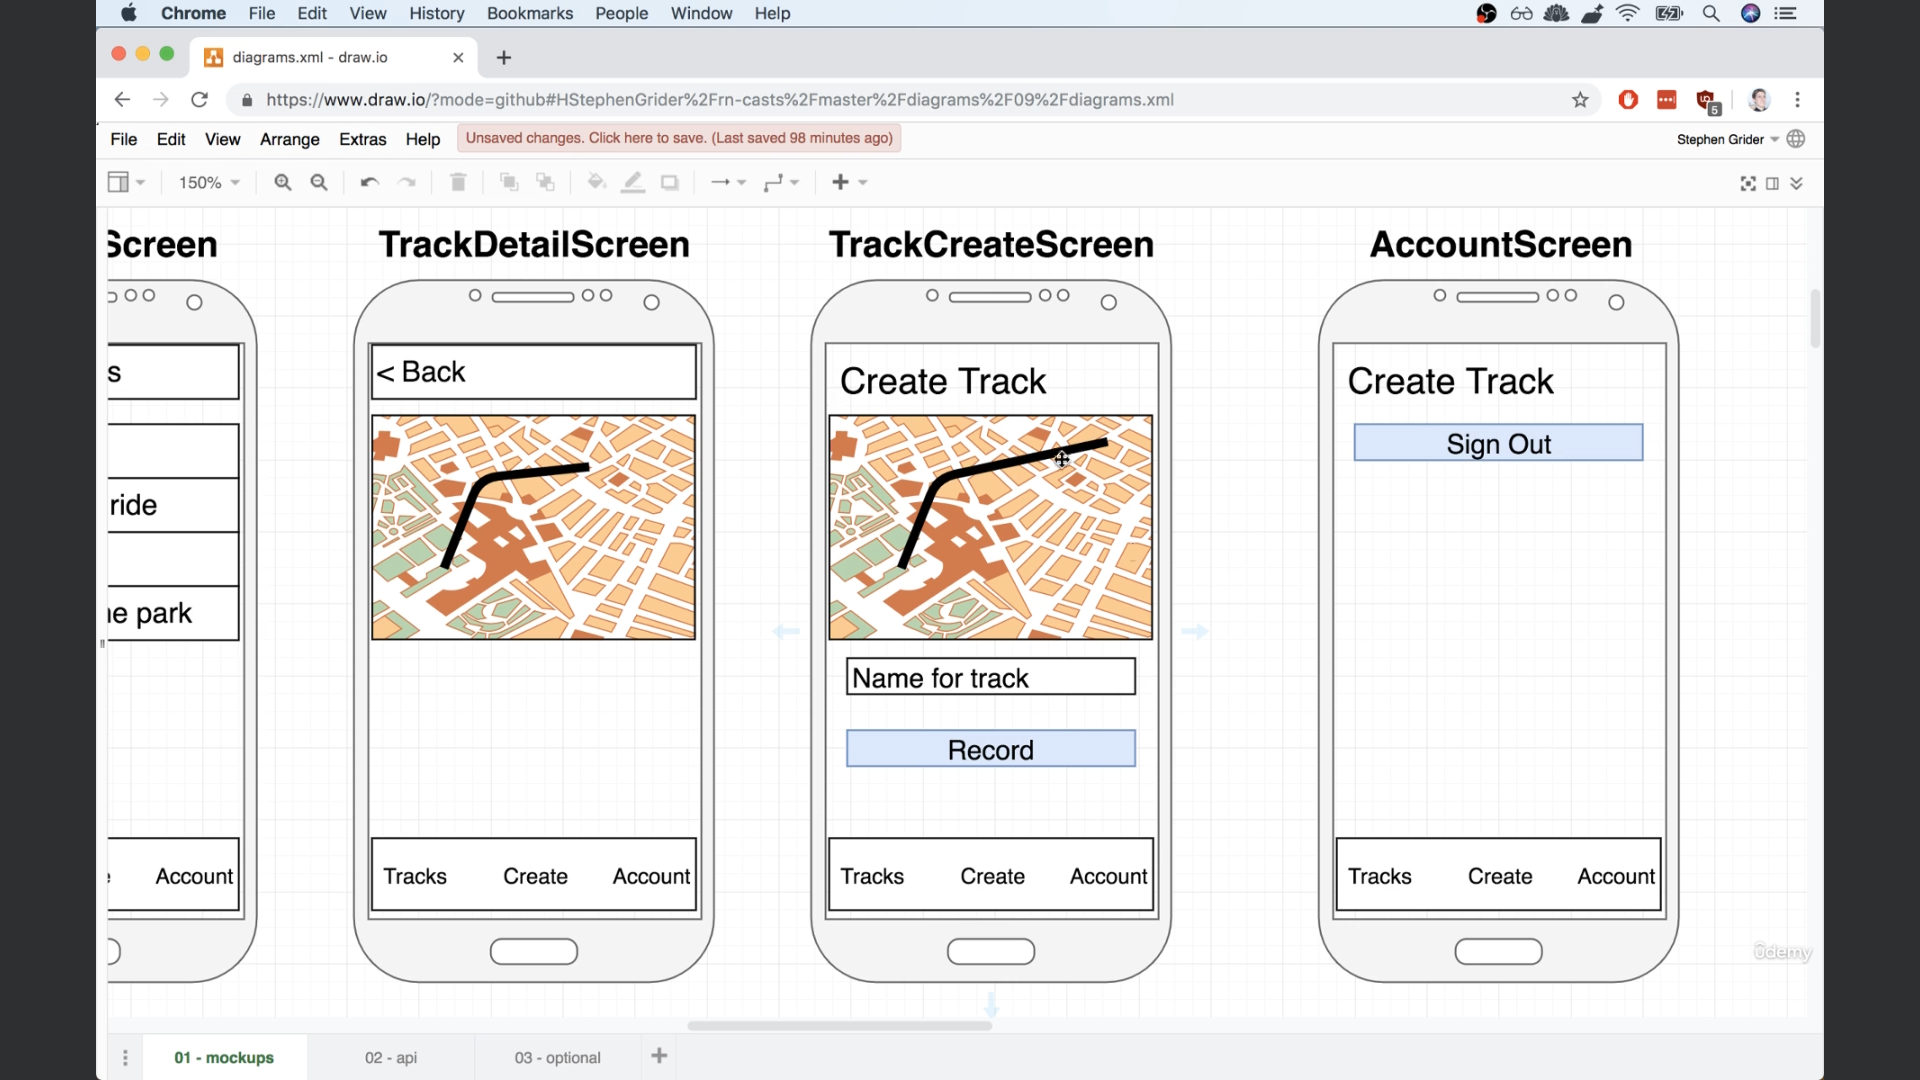 Chrome File Edit View History Bookmarks People Window Help
diagrams.xml - draw.io
https://www.draw.io/?mode=github#HStephenGrider%2Frn-casts%2Fmaster%2Fdiagrams%2F09%2Fdiagrams.xml
5
File Edit View Arrange Extras Help Unsaved changes. Click here to save. (Last saved 98 minutes ago) Stephen Grider
150%
Screen TrackDetailScreen TrackCreateScreen AccountScreen
s
ride
e park
Account
< Back
Tracks Create Account
Create Track
Name for track
Record
Tracks Create Account
Create Track
Sign Out
Tracks Create Account
ûdemy
01 - mockups 02 - api 03 - optional